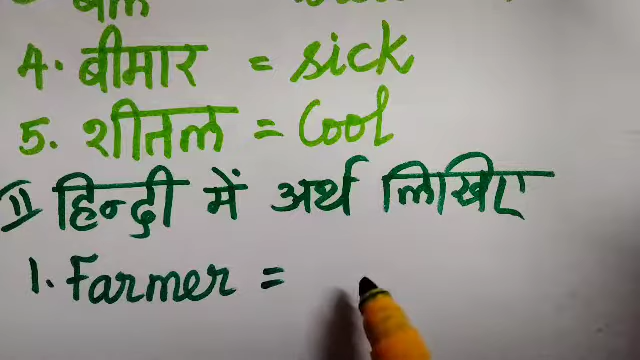 4. बीमार = sick
5. शीतल = Cool
II हिन्दी में अर्थ लिखिए
1. Farmer =